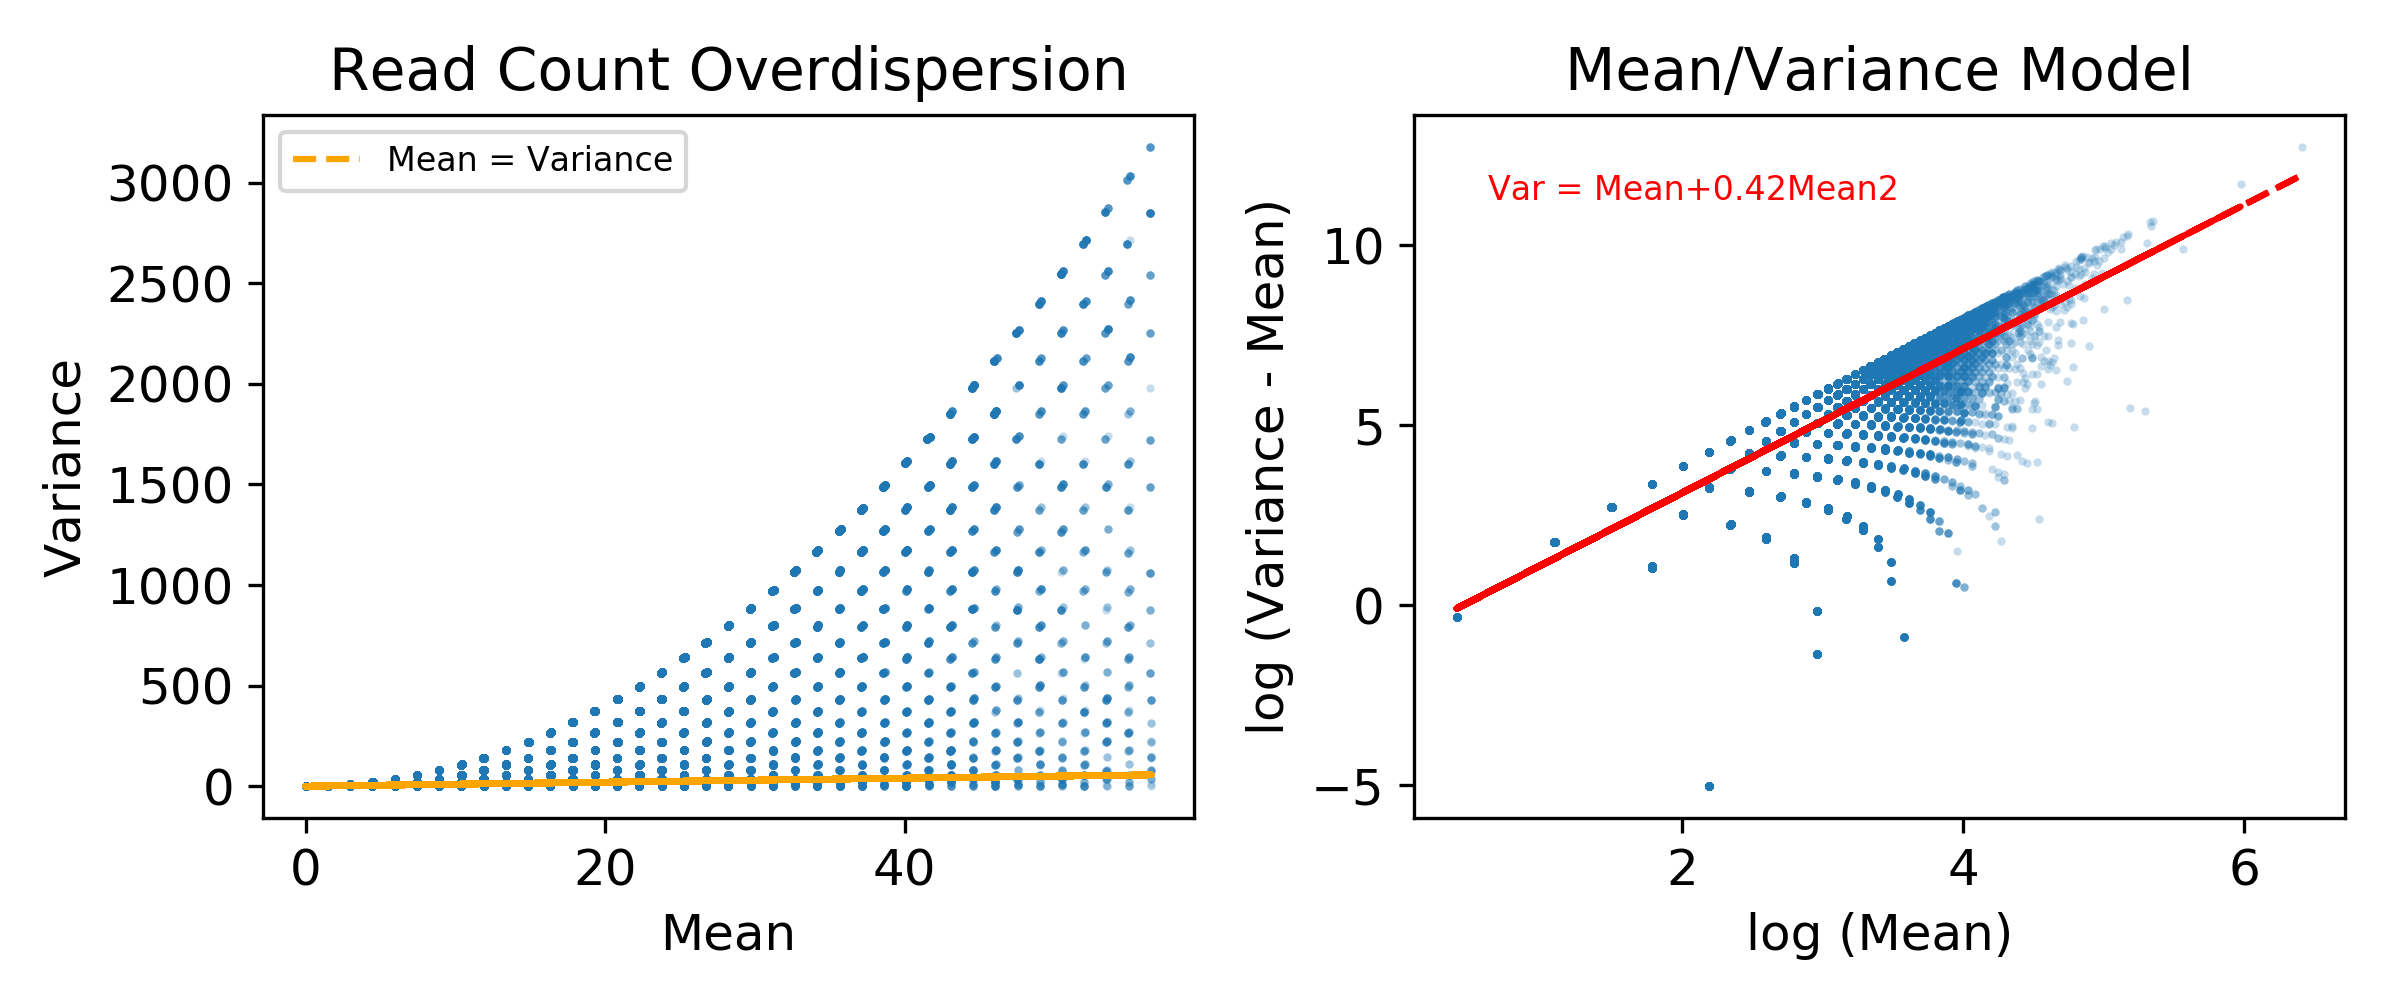 Read Count Overdispersion
Mean = Variance
3000
2500
2000
1500
1000
500
0
Variance
0 20 40
Mean
Mean/Variance Model
Var = Mean+0.42Mean2
10
5
0
−5
log (Variance - Mean)
2 4 6
log (Mean)